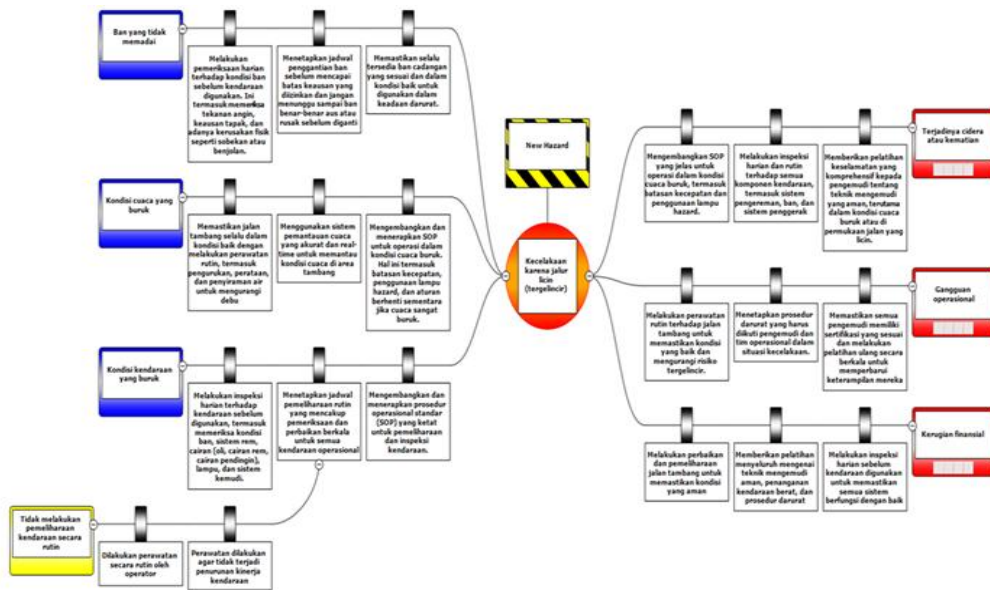 Ban yang tidak
memadai
Melakukan
pemeriksaan harian
terhadap kondisi ban
sebelum kendaraan
digunakan. Ini
termasuk memeriksa
tekanan angin,
keausan tapak, dan
adanya kerusakan fisik
seperti sobekan atau
benjolan.
Menetapkan jadwal
penggantian ban
sebelum mencapai
batas keausan yang
diizinkan dan jangan
menunggu sampai ban
benar-benar aus atau
rusak sebelum diganti
Memastikan selalu
tersedia ban cadangan
yang sesuai dan dalam
kondisi baik untuk
digunakan dalam
keadaan darurat.
Kondisi cuaca yang
buruk
Memastikan jalan
tambang selalu dalam
kondisi baik dengan
melakukan perawatan
rutin, termasuk
pengurukan, perataan,
dan penyiraman air
untuk mengurangi
debu
Menggunakan sistem
pemantauan cuaca
yang akurat dan real-
time untuk memantau
kondisi cuaca di area
tambang
Mengembangkan dan
menerapkan SOP
untuk operasi dalam
kondisi cuaca buruk.
Hal ini termasuk
batasan kecepatan,
penggunaan lampu
hazard, dan aturan
berhenti sementara
jika cuaca sangat
buruk.
Kondisi kendaraan
yang buruk
Melakukan inspeksi
harian terhadap
kendaraan sebelum
digunakan, termasuk
memeriksa kondisi
ban, sistem rem,
cairan (oli, cairan rem,
cairan pendingin),
lampu, dan sistem
kemudi.
Menetapkan jadwal
pemeliharaan rutin
yang mencakup
pemeriksaan dan
perbaikan berkala
untuk semua
kendaraan operasional
Mengembangkan dan
menerapkan prosedur
operasional standar
(SOP) yang ketat
untuk pemeliharaan
dan inspeksi
kendaraan.
Tidak melakukan
pemeliharaan
kendaraan secara
rutin
Dilakukan perawatan
secara rutin oleh
operator
Perawatan dilakukan
agar tidak terjadi
penurunan kinerja
kendaraan
New Hazard
Kecelakaan
karena jalur
licin
(tergelincir)
Terjadinya cidera
atau kematian
Mengembangkan SOP
yang jelas untuk
operasi dalam kondisi
cuaca buruk, termasuk
batasan kecepatan dan
penggunaan lampu
hazard.
Melakukan inspeksi
harian dan rutin
terhadap semua
komponen kendaraan,
termasuk sistem
pengereman, ban, dan
sistem penggerak
Memberikan pelatihan
keselamatan yang
komprehensif kepada
pengemudi tentang
teknik mengemudi
yang aman, terutama
dalam kondisi cuaca
buruk atau di
permukaan jalan yang
licin.
Gangguan
operasional
Melakukan perawatan
rutin terhadap jalan
tambang untuk
memastikan kondisi
yang baik dan
mengurangi risiko
tergelincir.
Menetapkan prosedur
darurat yang harus
diikuti pengemudi dan
tim operasional dalam
situasi kecelakaan.
Memastikan semua
pengemudi memiliki
sertifikasi yang sesuai
dan melakukan
pelatihan ulang secara
berkala untuk
memperbarui
keterampilan mereka
Kerugian finansial
Melakukan perbaikan
dan pemeliharaan
jalan tambang untuk
memastikan kondisi
yang aman
Memberikan pelatihan
menyeluruh mengenai
teknik mengemudi
aman, penanganan
kendaraan berat, dan
prosedur darurat
Melakukan inspeksi
harian sebelum
kendaraan digunakan
untuk memastikan
semua sistem
berfungsi dengan baik